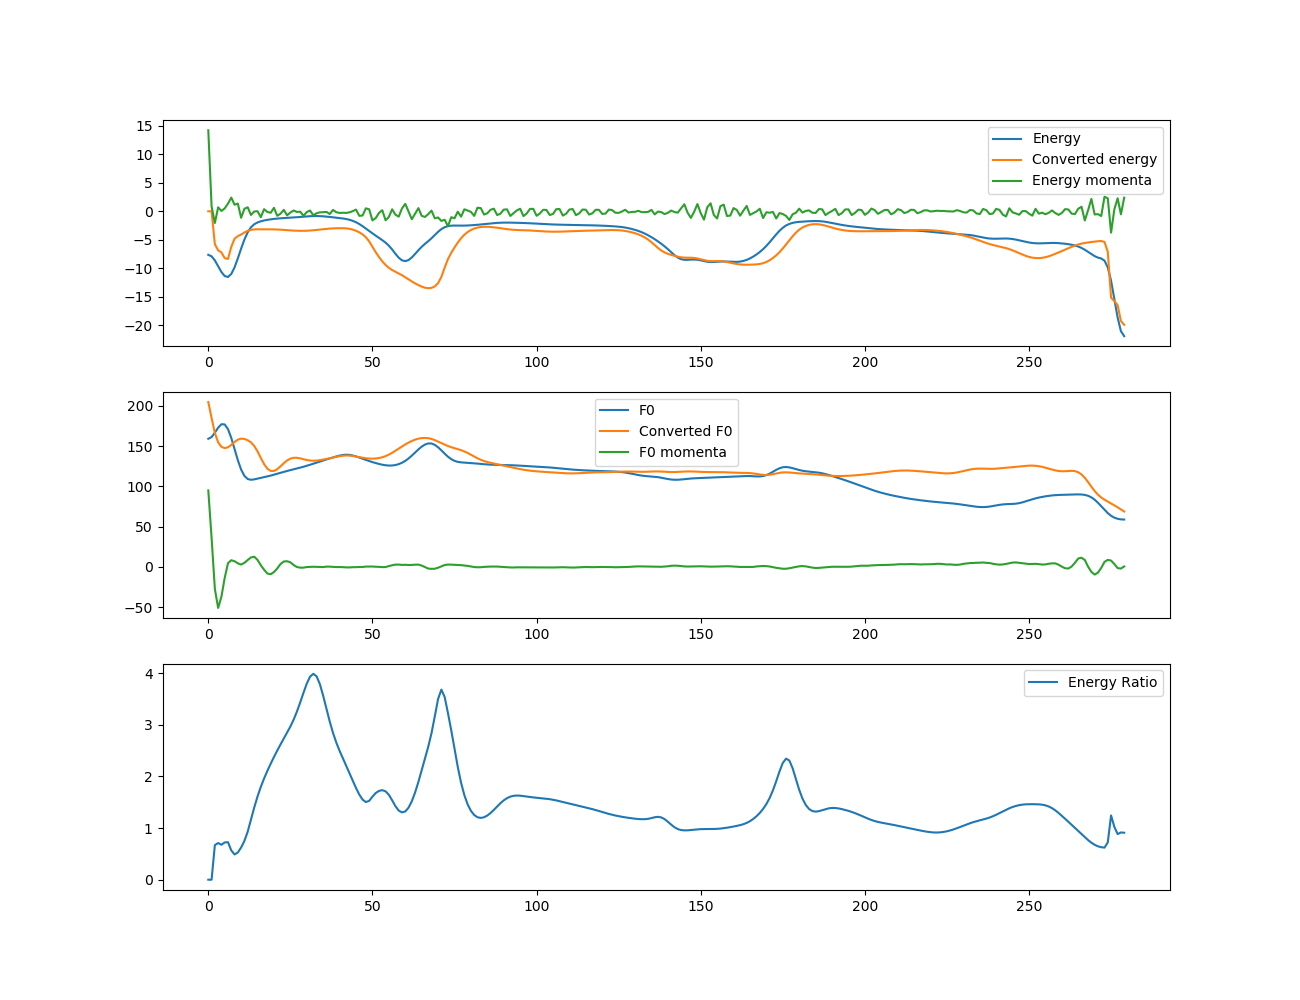 15
10
5
0
−5
−10
−15
−20
Energy
Converted energy
Energy momenta
0 50 100 150 200 250
200
150
100
50
0
−50
F0
Converted F0
F0 momenta
0 50 100 150 200 250
4
3
2
1
0
Energy Ratio
0 50 100 150 200 250